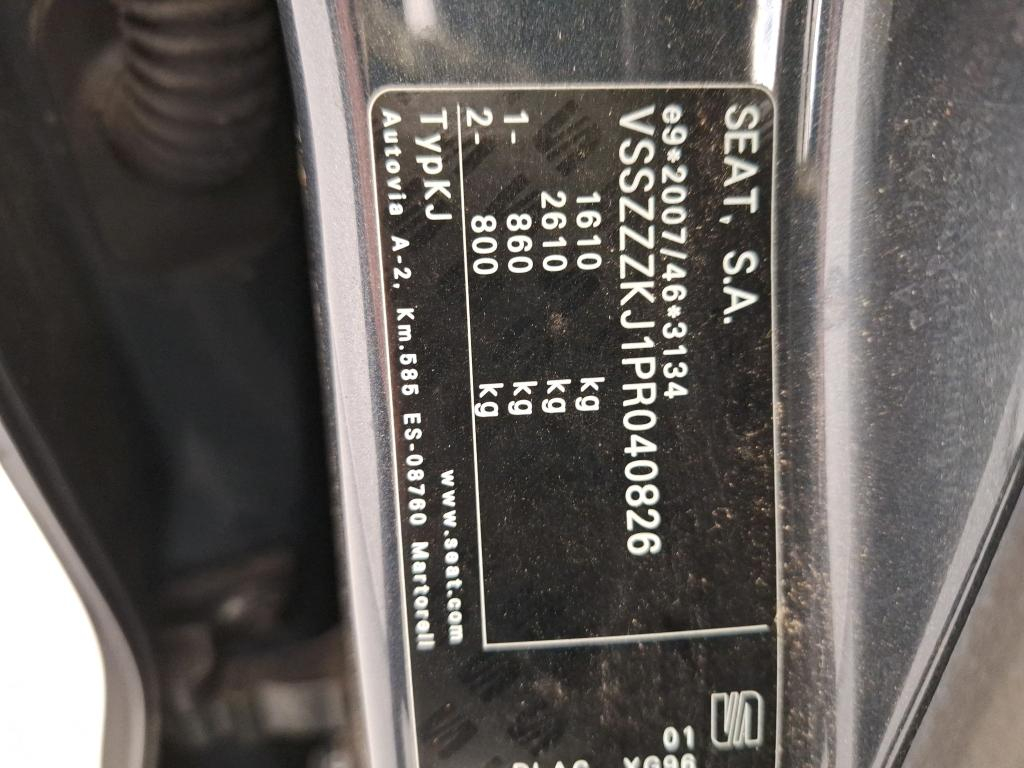 SEAT, S.A.
e9*2007/46*3134
VSSZZZKJ1PR040826
1610 kg
2610 kg
1- 860 kg
2- 800 kg
TypKJ www.seat.com
Autovia A-2, Km.585 ES-08760 Martorell
01